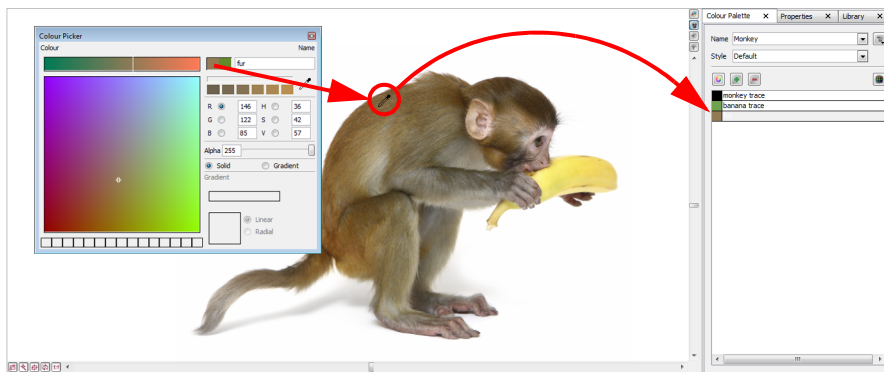 Colour Picker
Colour Name
fur
R 146 H 36
G 122 S 42
B 85 V 57
Alpha 255
Solid Gradient
Gradient
Linear
Radial
Colour Palette X Properties X Library X
Name Monkey
Style Default
monkey trace
banana trace